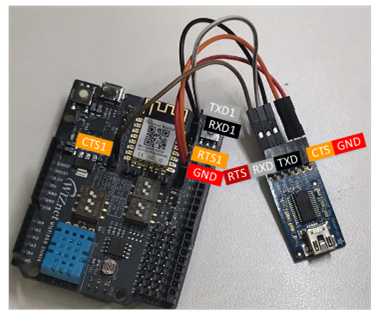 TXD1
RXD1
CTS1
RTS1
GND
RTS
RXD
TXD
CTS
GND
WIZnet